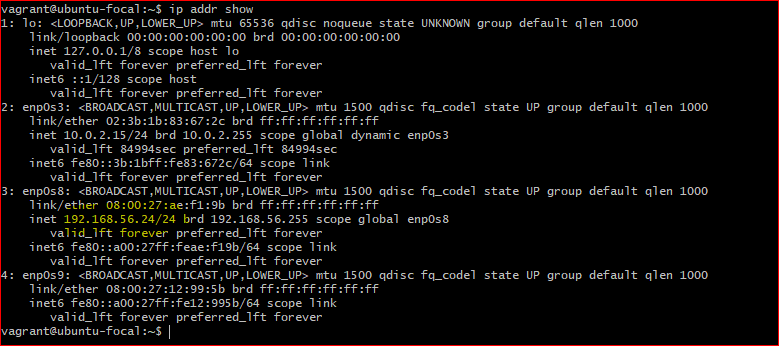 vagrant@ubuntu-focal:~$ ip addr show
1: lo: <LOOPBACK,UP,LOWER_UP> mtu 65536 qdisc noqueue state UNKNOWN group default qlen 1000
    link/loopback 00:00:00:00:00:00 brd 00:00:00:00:00:00
    inet 127.0.0.1/8 scope host lo
       valid_lft forever preferred_lft forever
    inet6 ::1/128 scope host
       valid_lft forever preferred_lft forever
2: enp0s3: <BROADCAST,MULTICAST,UP,LOWER_UP> mtu 1500 qdisc fq_codel state UP group default qlen 1000
    link/ether 02:3b:1b:83:67:2c brd ff:ff:ff:ff:ff:ff
    inet 10.0.2.15/24 brd 10.0.2.255 scope global dynamic enp0s3
       valid_lft 84994sec preferred_lft 84994sec
    inet6 fe80::3b:1bff:fe83:672c/64 scope link
       valid_lft forever preferred_lft forever
3: enp0s8: <BROADCAST,MULTICAST,UP,LOWER_UP> mtu 1500 qdisc fq_codel state UP group default qlen 1000
    link/ether 08:00:27:ae:f1:9b brd ff:ff:ff:ff:ff:ff
    inet 192.168.56.24/24 brd 192.168.56.255 scope global enp0s8
       valid_lft forever preferred_lft forever
    inet6 fe80::a00:27ff:feae:f19b/64 scope link
       valid_lft forever preferred_lft forever
4: enp0s9: <BROADCAST,MULTICAST,UP,LOWER_UP> mtu 1500 qdisc fq_codel state UP group default qlen 1000
    link/ether 08:00:27:12:99:5b brd ff:ff:ff:ff:ff:ff
    inet6 fe80::a00:27ff:fe12:995b/64 scope link
       valid_lft forever preferred_lft forever
vagrant@ubuntu-focal:~$